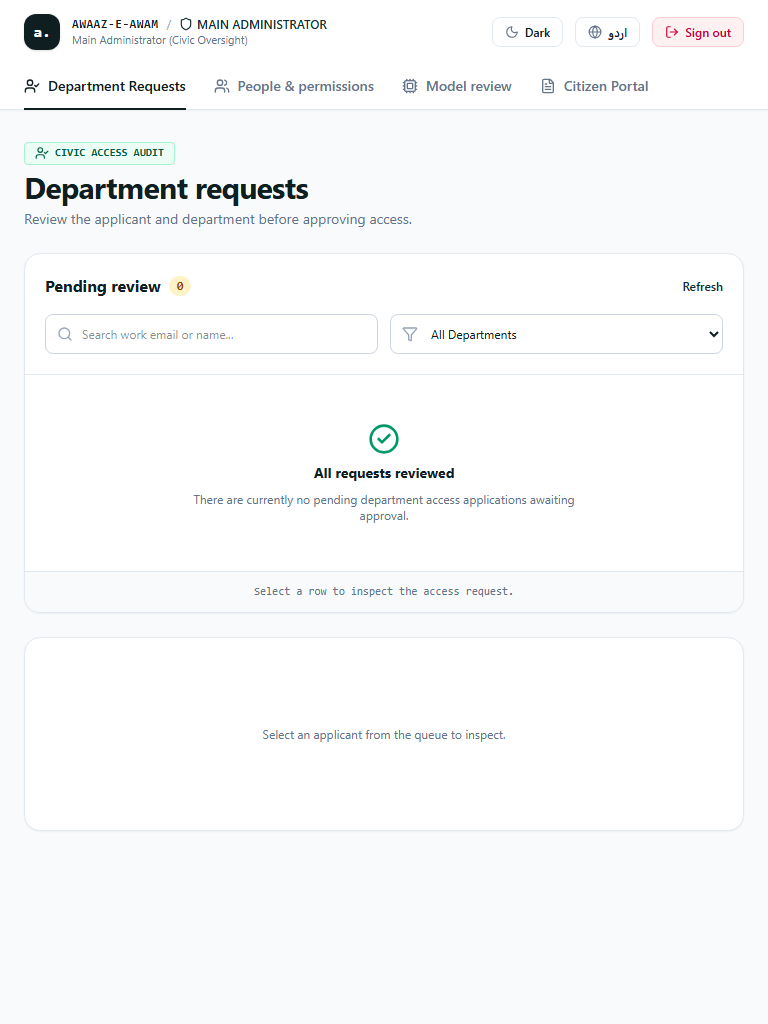 a.
AWAAZ-E-AWAM / MAIN ADMINISTRATOR
Main Administrator (Civic Oversight)
Dark
اردو
Sign out
Department Requests
People & permissions
Model review
Citizen Portal
CIVIC ACCESS AUDIT
Department requests
Review the applicant and department before approving access.
Pending review 0
Refresh
Search work email or name...
All Departments
All requests reviewed
There are currently no pending department access applications awaiting
approval.
Select a row to inspect the access request.
Select an applicant from the queue to inspect.